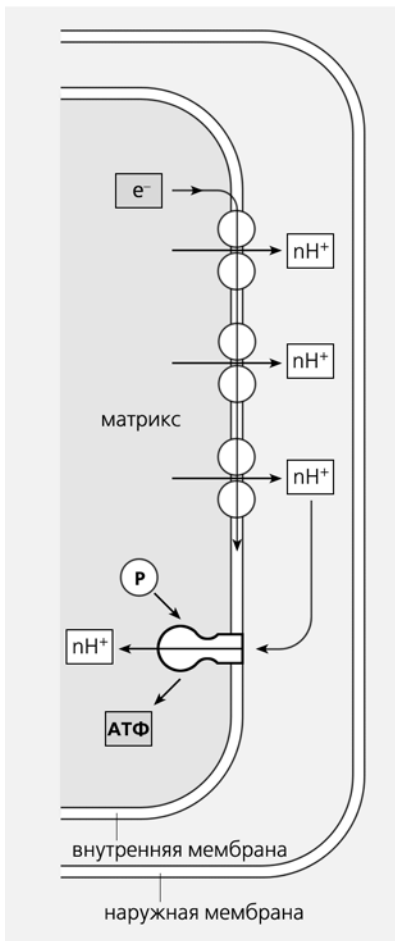 e⁻
nH⁺
nH⁺
матрикс
nH⁺
P
nH⁺
АТФ
внутренняя мембрана
наружная мембрана